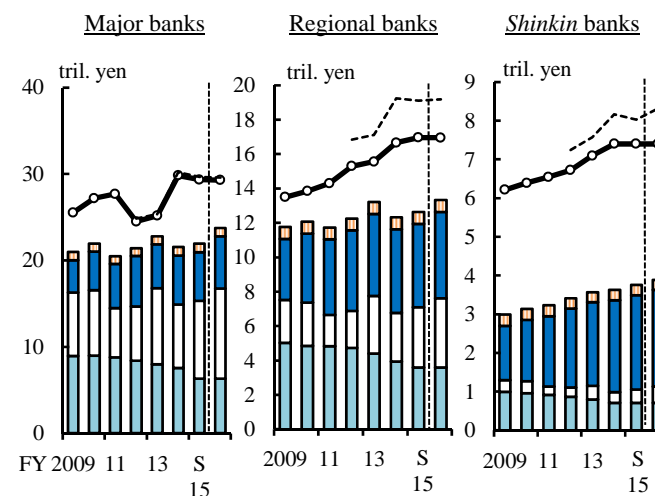 Major banks Regional banks Shinkin banks
tril. yen tril. yen tril. yen
40 20 9
18 8
16 7
30 14 6
12 5
20 10 4
8 3
6 2
10 4 1
2
0 0 0
FY 2009 11 13 S 2009 11 13 S 2009 11 13 S
15 15 15